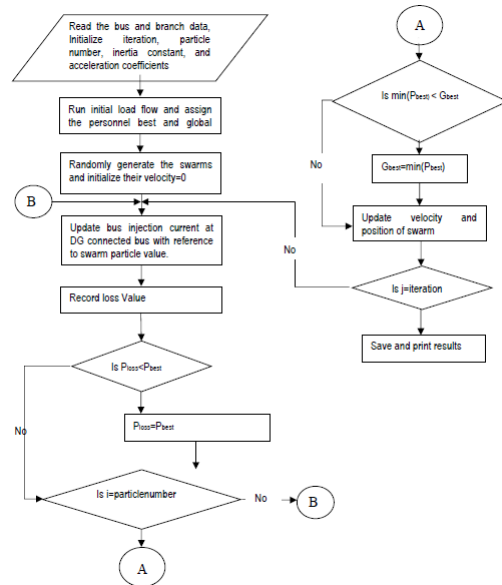 Read the bus and branch data,
Initialize iteration, particle
number, inertia constant, and
acceleration coefficients
Run initial load flow and assign
the personnel best and global
Randomly generate the swarms
and initialize their velocity=0
B
Update bus injection current at
DG connected bus with reference
to swarm particle value.
Record loss Value
Is Ploss<Pbest
No
Ploss=Pbest
Is i=particlenumber
No
B
A
A
Is min(Pbest) < Gbest
No
Gbest=min(Pbest)
Update velocity and
position of swarm
No
Is j=iteration
Save and print results